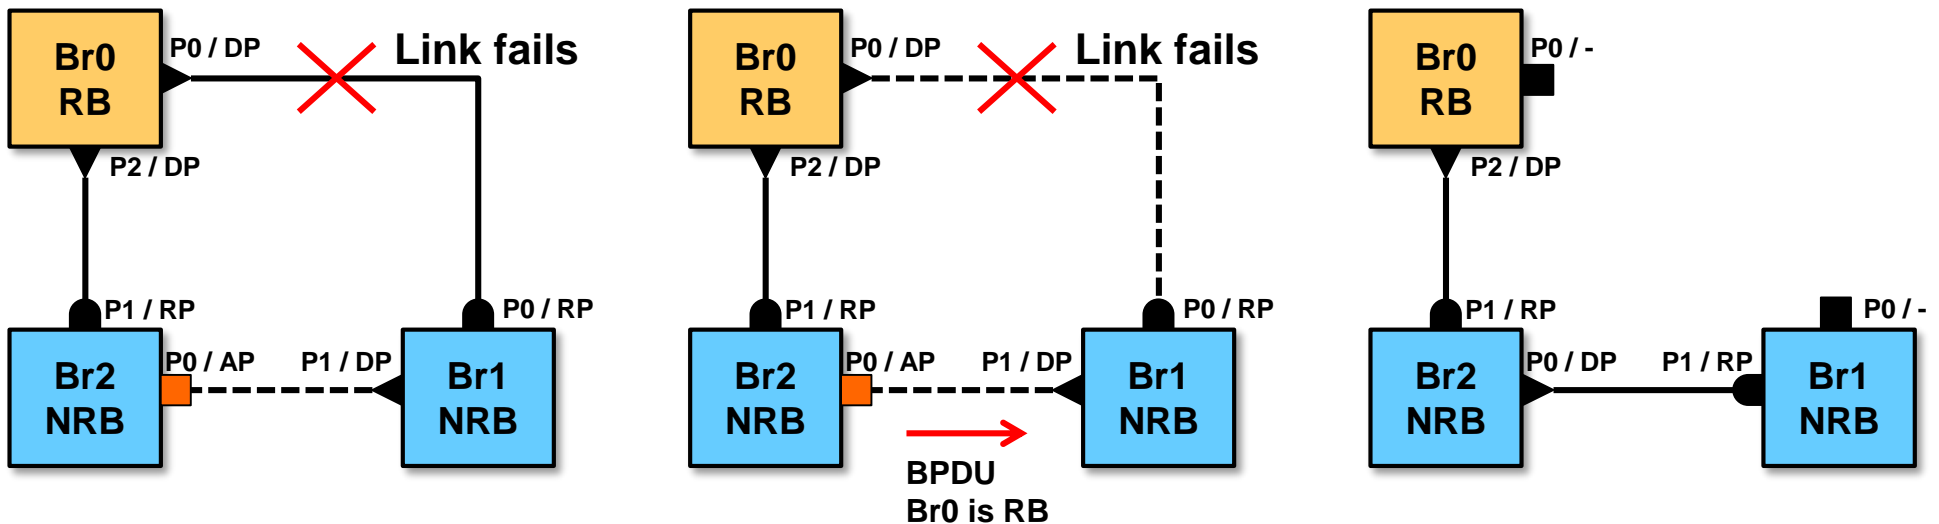 Br0
RB
P0 / DP
Link fails
P2 / DP
P1 / RP
P0 / RP
Br2
NRB
P0 / AP
P1 / DP
Br1
NRB
Br0
RB
P0 / DP
Link fails
P2 / DP
P1 / RP
P0 / RP
Br2
NRB
P0 / AP
P1 / DP
Br1
NRB
BPDU
Br0 is RB
Br0
RB
P0 / -
P2 / DP
P1 / RP
P0 / -
Br2
NRB
P0 / DP
P1 / RP
Br1
NRB